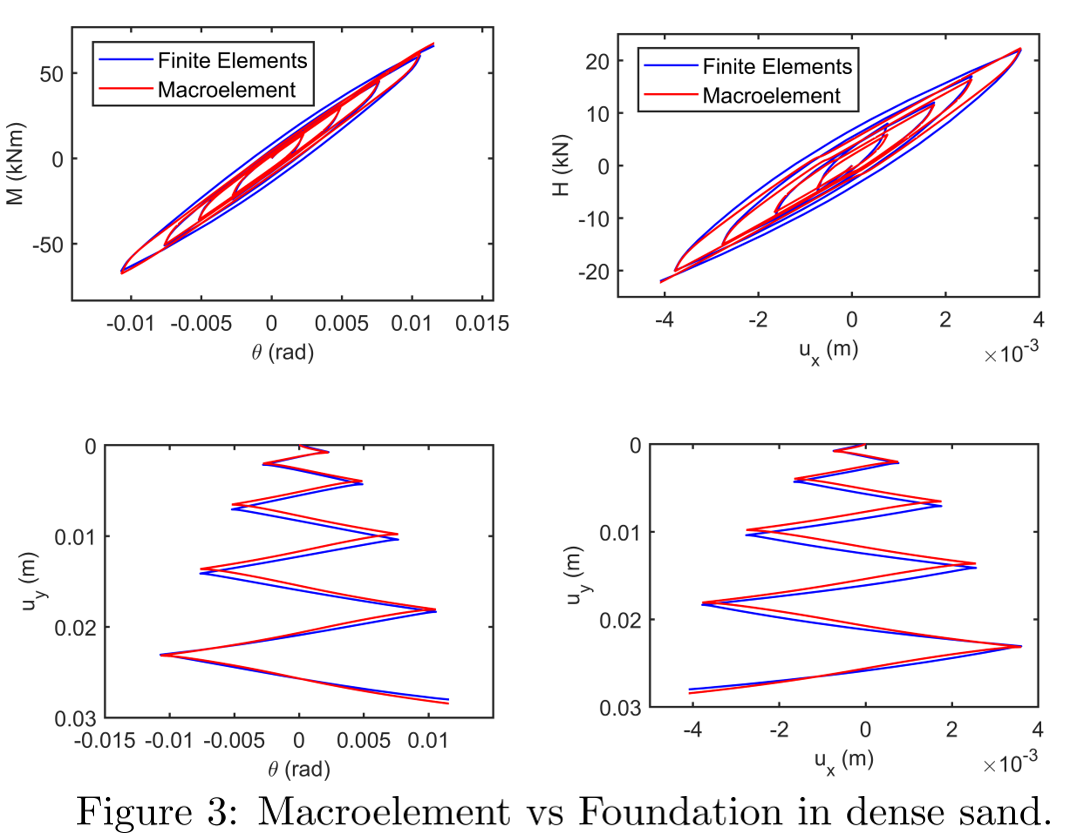 Finite Elements
Macroelement
50
0
-50
M (kNm)
-0.01 -0.005 0 0.005 0.01 0.015
θ (rad)
Finite Elements
Macroelement
20
10
0
-10
-20
H (kN)
-4 -2 0 2 4
u_x (m)
×10^-3
0
0.01
0.02
0.03
u_y (m)
-0.015 -0.01 -0.005 0 0.005 0.01
θ (rad)
0
0.01
0.02
0.03
u_y (m)
-4 -2 0 2 4
u_x (m)
×10^-3
Figure 3: Macroelement vs Foundation in dense sand.